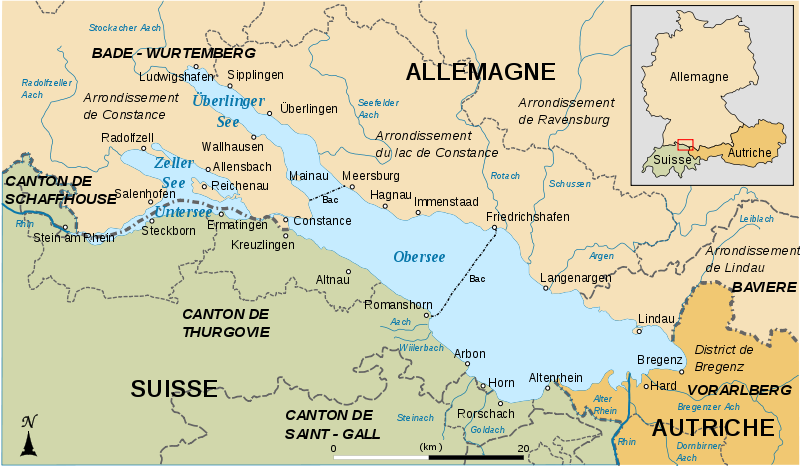 Stockacher Aach
BADE - WURTEMBERG
Ludwigshafen
Sipplingen
ALLEMAGNE
Allemagne
Suisse
Autriche
Radolfzeller
Aach
Arrondissement
de Constance
Überlinger
See
Überlingen
Seefelder
Aach
Arrondissement
de Ravensburg
Radolfzell
Wallhausen
Arrondissement
du lac de Constance
Zeller
See
Allensbach
Reichenau
Mainau
Meersburg
Rotach
Schussen
CANTON DE
SCHAFFHOUSE
Salenhofen
Bac
Hagnau
Immenstaad
Rhin
Stein am Rhein
Untersee
Steckborn
Ermatingen
Kreuzlingen
Constance
Friedrichshafen
Leiblach
Obersee
Argen
Arrondissement
de Lindau
Altnau
Bac
Langenargen
BAVIERE
CANTON DE
THURGOVIE
Romanshorn
Aach
Wiilerbach
Lindau
Arbon
Bregenz
District de
Bregenz
SUISSE
Horn
Altenrhein
Hard
VORARLBERG
Alter
Rhein
Bregenzer Ach
N
CANTON DE
SAINT - GALL
Steinach
Rorschach
Goldach
Rhin
AUTRICHE
Dornbirner
Aach
0
(km)
20